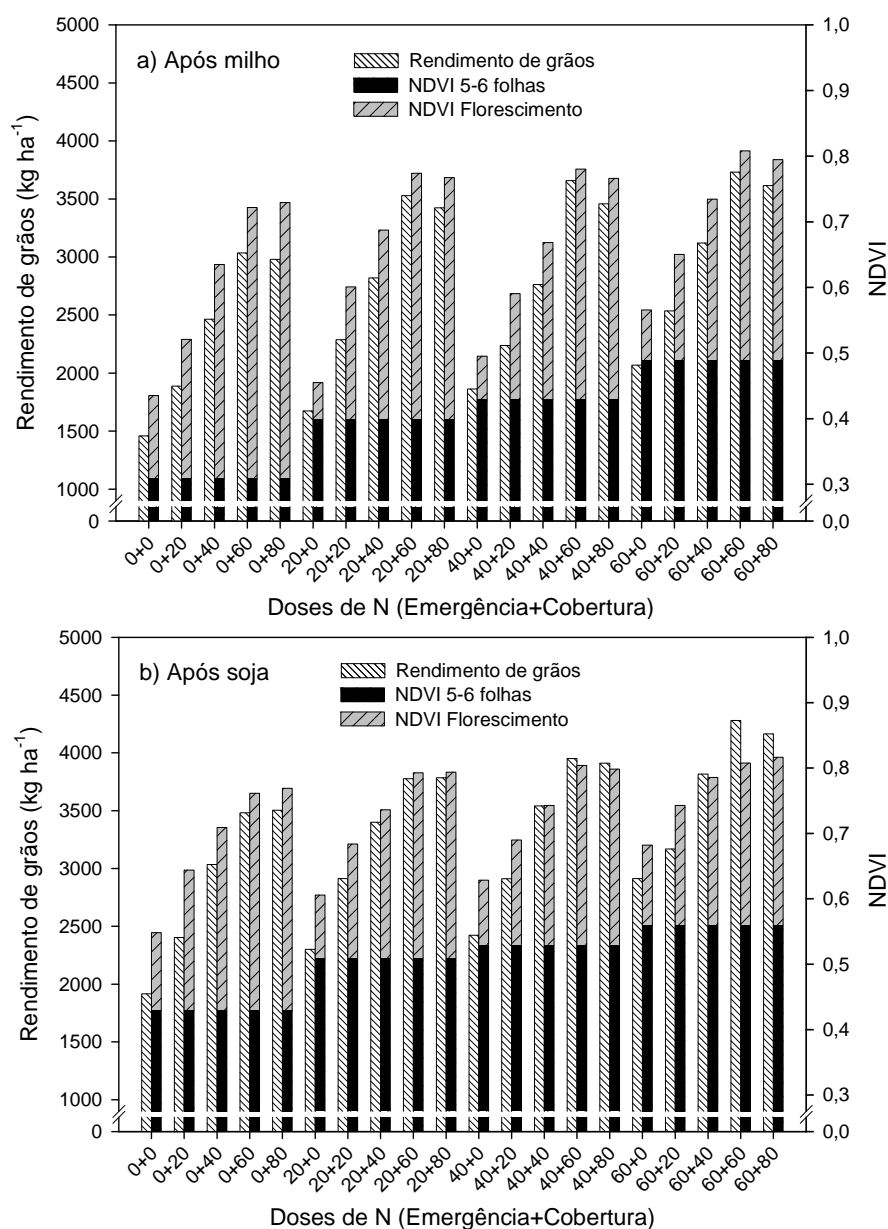 5000
4500
4000
3500
3000
2500
2000
1500
1000
0
Rendimento de grãos (kg ha-1)
a) Após milho
Rendimento de grãos
NDVI 5-6 folhas
NDVI Florescimento
1,0
0,9
0,8
0,7
0,6
0,5
0,4
0,3
0,0
NDVI
0+0 0+20 0+40 0+60 0+80 20+0 20+20 20+40 20+60 20+80 40+0 40+20 40+40 40+60 40+80 60+0 60+20 60+40 60+60 60+80
Doses de N (Emergência+Cobertura)
5000
4500
4000
3500
3000
2500
2000
1500
1000
0
Rendimento de grãos (kg ha-1)
b) Após soja
Rendimento de grãos
NDVI 5-6 folhas
NDVI Florescimento
1,0
0,9
0,8
0,7
0,6
0,5
0,4
0,3
0,0
NDVI
0+0 0+20 0+40 0+60 0+80 20+0 20+20 20+40 20+60 20+80 40+0 40+20 40+40 40+60 40+80 60+0 60+20 60+40 60+60 60+80
Doses de N (Emergência+Cobertura)